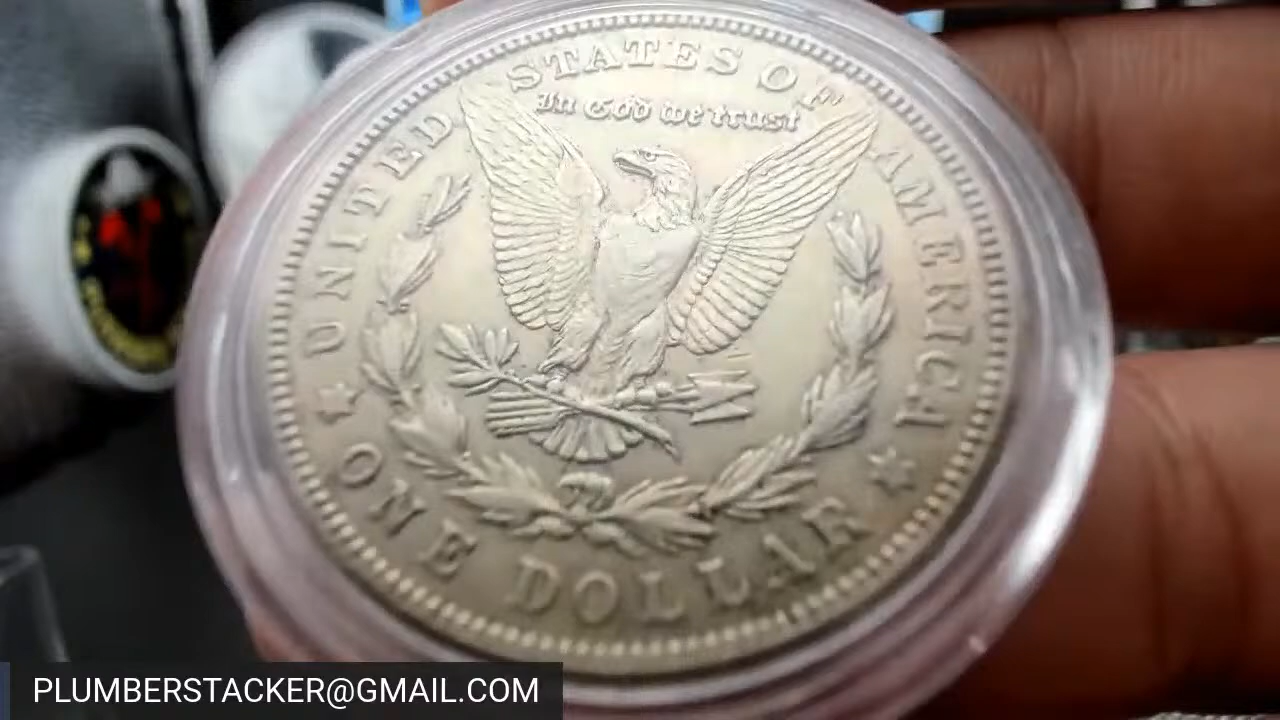 UNITED STATES OF AMERICA
In God we trust
ONE DOLLAR
PLUMBERSTACKER@GMAIL.COM